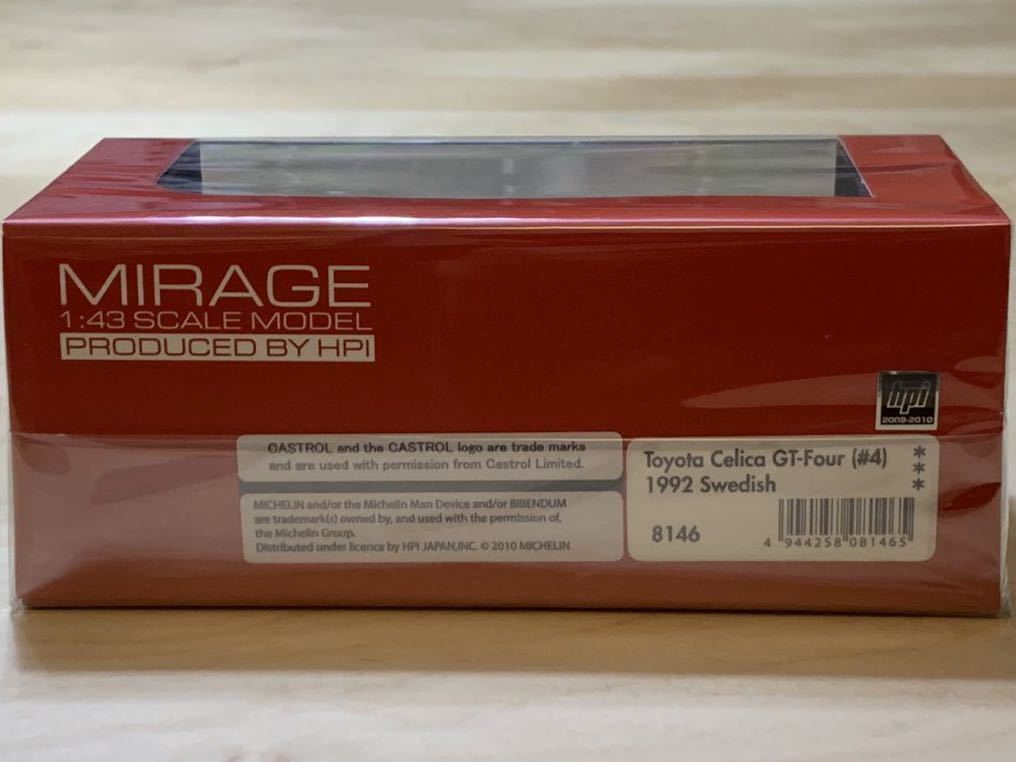 MIRAGE
1:43 SCALE MODEL
PRODUCED BY HPI
hpi
2009-2010
CASTROL and the CASTROL logo are trade marks
and are used with permission from Castrol Limited.
MICHELIN and/or the Michelin Man Device and/or BIBENDUM
are trademark(s) owned by, and used with the permission of,
the Michelin Group.
Distributed under licence by HPI JAPAN,INC. © 2010 MICHELIN
Toyota Celica GT-Four (#4)
1992 Swedish
***
8146
4 944258 081465